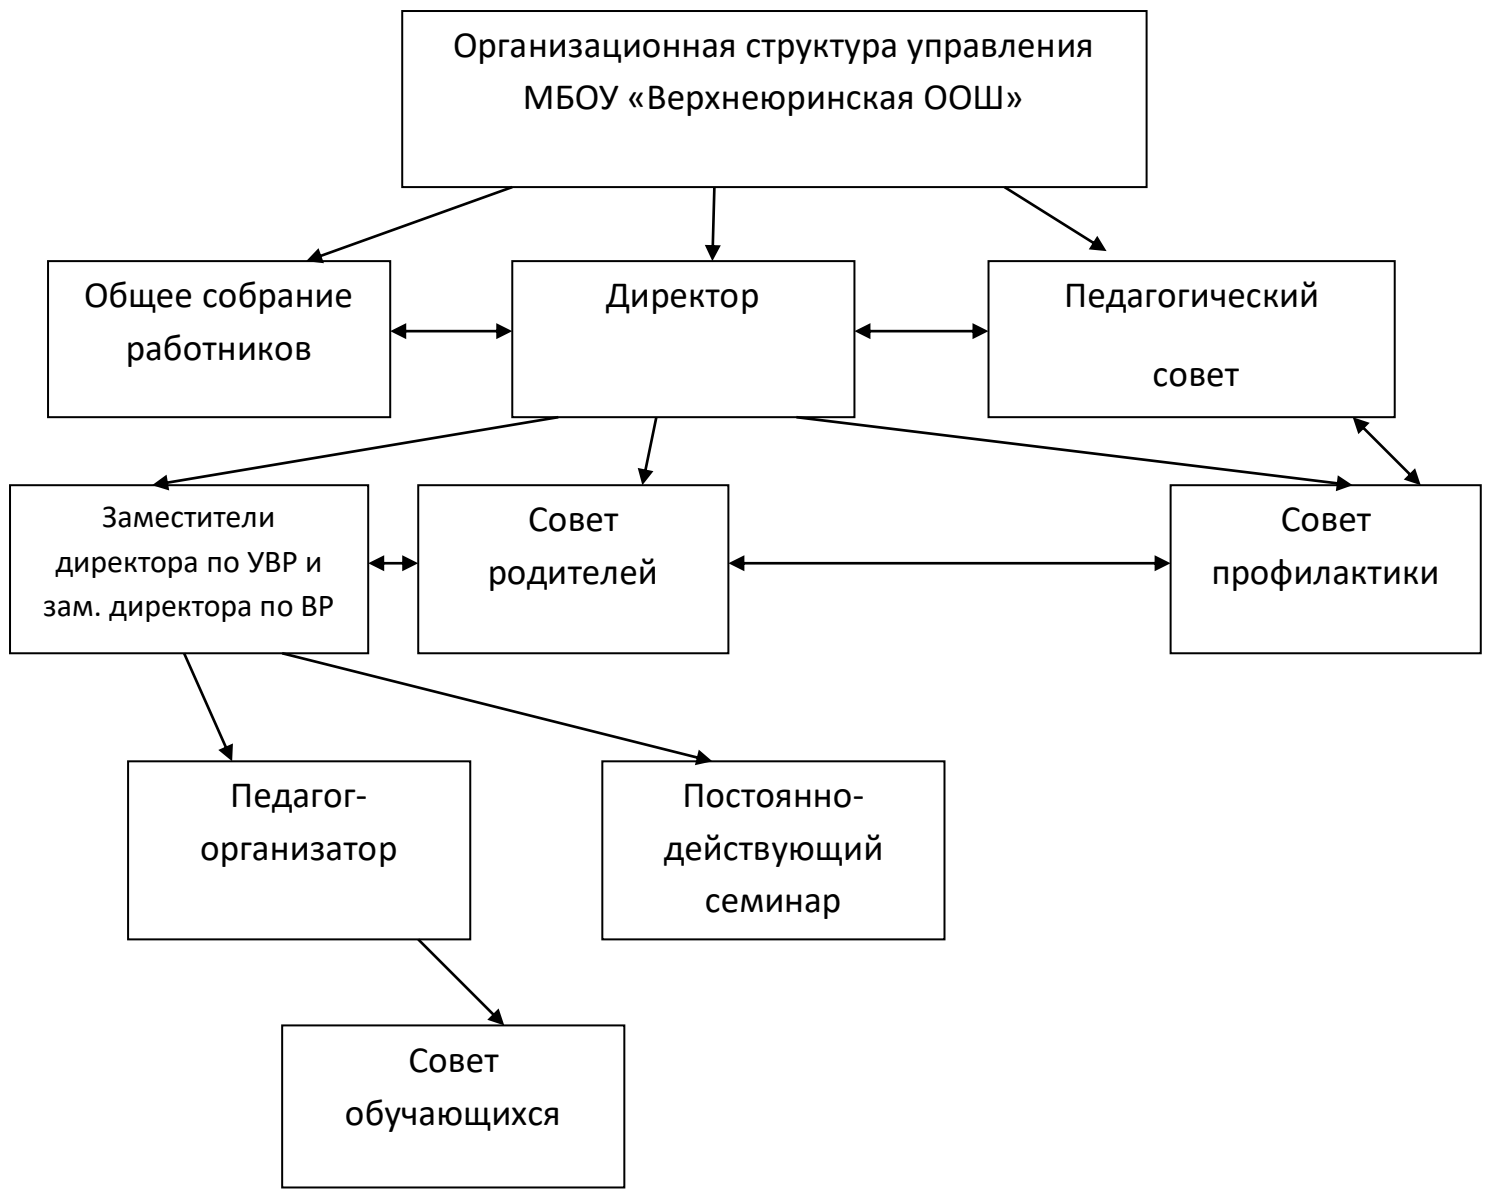 Организационная структура управления
МБОУ «Верхнеюринская ООШ»
Общее собрание
работников
Директор
Педагогический
совет
Заместители
директора по УВР и
зам. директора по ВР
Совет
родителей
Совет
профилактики
Педагог-
организатор
Постоянно-
действующий
семинар
Совет
обучающихся